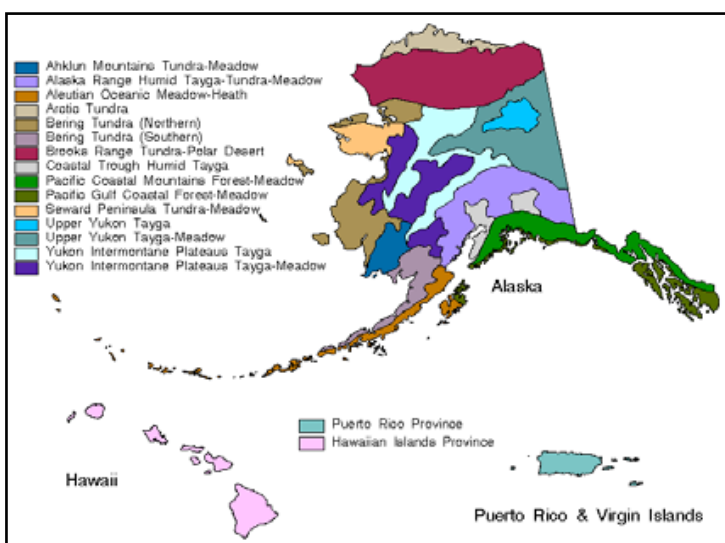 Ahklun Mountains Tundra-Meadow
Alaska Range Humid Tayga-Tundra-Meadow
Aleutian Oceanic Meadow-Heath
Arctic Tundra
Bering Tundra (Northern)
Bering Tundra (Southern)
Brooks Range Tundra-Polar Desert
Coastal Trough Humid Tayga
Pacific Coastal Mountains Forest-Meadow
Pacific Gulf Coastal Forest-Meadow
Seward Peninsula Tundra-Meadow
Upper Yukon Tayga
Upper Yukon Tayga-Meadow
Yukon Intermontane Plateaus Tayga
Yukon Intermontane Plateaus Tayga-Meadow
Alaska
Puerto Rico Province
Hawaiian Islands Province
Hawaii
Puerto Rico & Virgin Islands